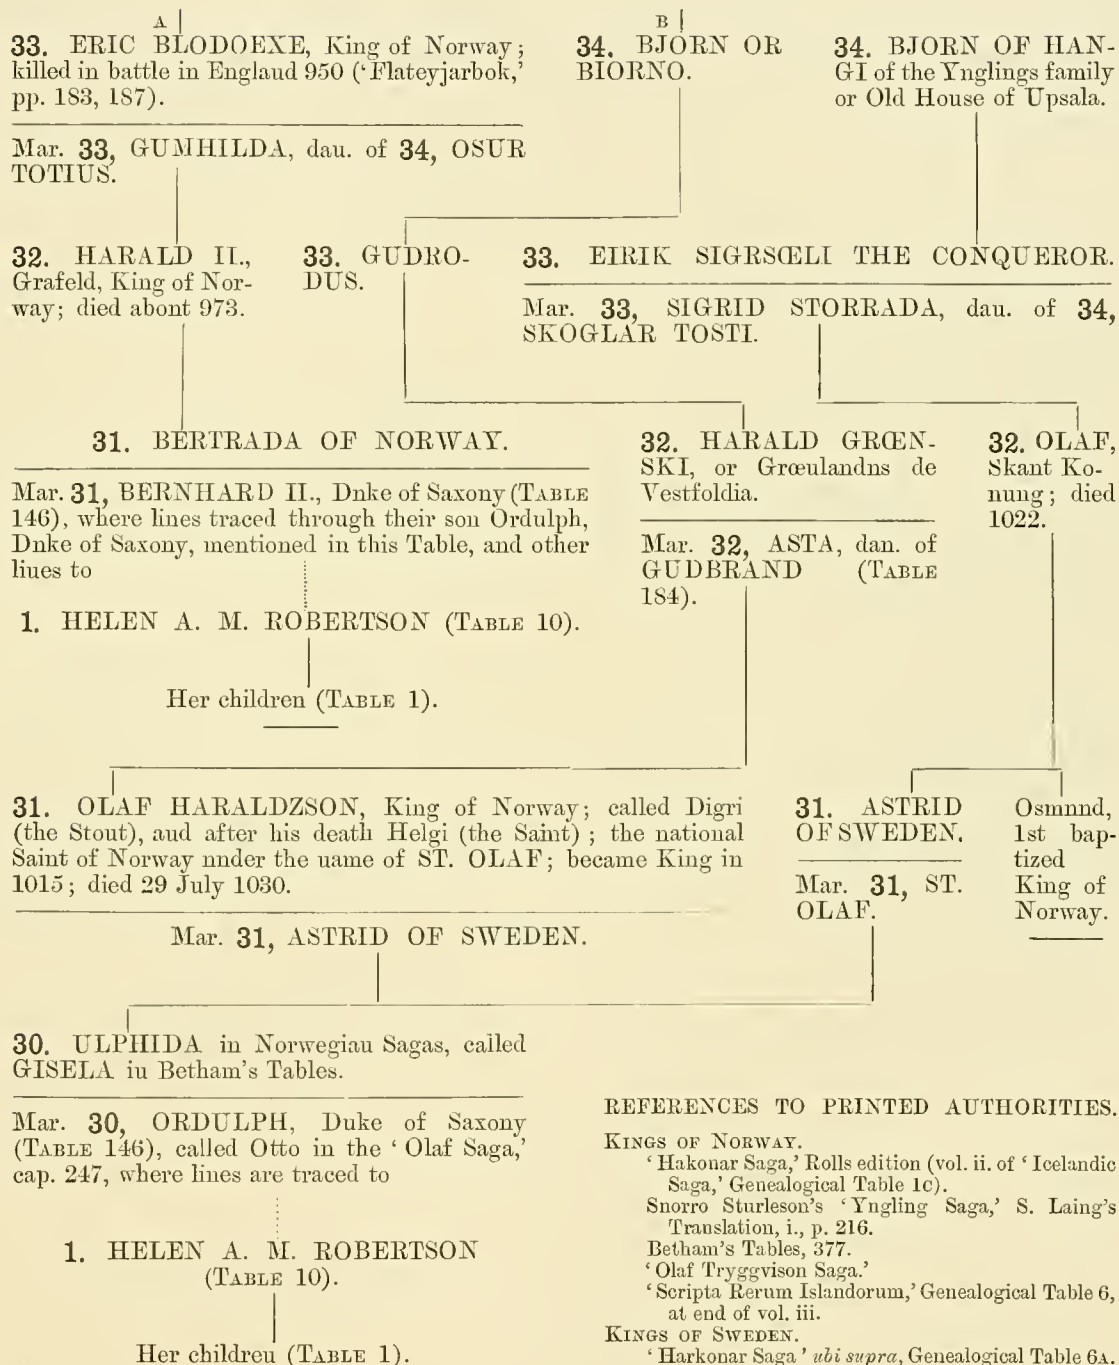 A
B
33. ERIC BLODOEXE, King of Norway;
killed in battle in Englaud 950 (‘Flateyjarbok,’
pp. 183, 187).
Mar. 33, GUMHILDA, dau. of 34, OSUR
TOTIUS.
34. BJORN OR
BIORNO.
34. BJORN OF HAN-
GI of the Ynglings family
or Old House of Upsala.
32. HARALD II.,
Grafeld, King of Nor-
way; died abont 973.
33. GUDRO-
DUS.
33. EIRIK SIGRSŒLI THE CONQUEROR.
Mar. 33, SIGRID STORRADA, dau. of 34,
SKOGLAR TOSTI.
31. BERTRADA OF NORWAY.
Mar. 31, BERNHARD II., Dnke of Saxony (TABLE
146), where lines traced through their son Ordulph,
Dnke of Saxony, mentioned in this Table, and other
liues to
1. HELEN A. M. ROBERTSON (TABLE 10).
Her children (TABLE 1).
32. HARALD GRŒN-
SKI, or Grœulandns de
Vestfoldia.
Mar. 32, ASTA, dan. of
GUDBRAND (TABLE
184).
32. OLAF,
Skant Ko-
nung; died
1022.
31. OLAF HARALDZSON, King of Norway; called Digri
(the Stout), aud after his death Helgi (the Saint); the national
Saint of Norway nnder the uame of ST. OLAF; became King in
1015; died 29 July 1030.
Mar. 31, ASTRID OF SWEDEN.
31. ASTRID
OF SWEDEN.
Mar. 31, ST.
OLAF.
Osmnnd,
1st bap-
tized
King of
Norway.
30. ULPHIDA in Norwegiau Sagas, called
GISELA iu Betham’s Tables.
Mar. 30, ORDULPH, Duke of Saxony
(TABLE 146), called Otto in the ‘Olaf Saga,’
cap. 247, where lines are traced to
1. HELEN A. M. ROBERTSON
(TABLE 10).
Her childreu (TABLE 1).
REFERENCES TO PRINTED AUTHORITIES.
KINGS OF NORWAY.
‘Hakonar Saga,’ Rolls edition (vol. ii. of ‘Icelandic
Saga,’ Genealogical Table 1C).
Snorro Sturleson’s ‘Yngling Saga,’ S. Laing’s
Translation, i., p. 216.
Betham’s Tables, 377.
‘Olaf Tryggvison Saga.’
‘Scripta Rerum Islandorum,’ Genealogical Table 6,
at end of vol. iii.
KINGS OF SWEDEN.
‘Harkonar Saga’ ubi supra, Genealogical Table 6A.